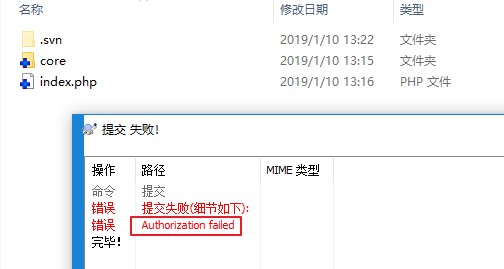 名称 修改日期 类型
.svn 2019/1/10 13:22 文件夹
core 2019/1/10 13:15 文件夹
index.php 2019/1/10 13:16 PHP 文件
提交 失败!
操作 路径 MIME 类型
命令 提交
错误 提交失败(细节如下):
错误 Authorization failed
完毕!